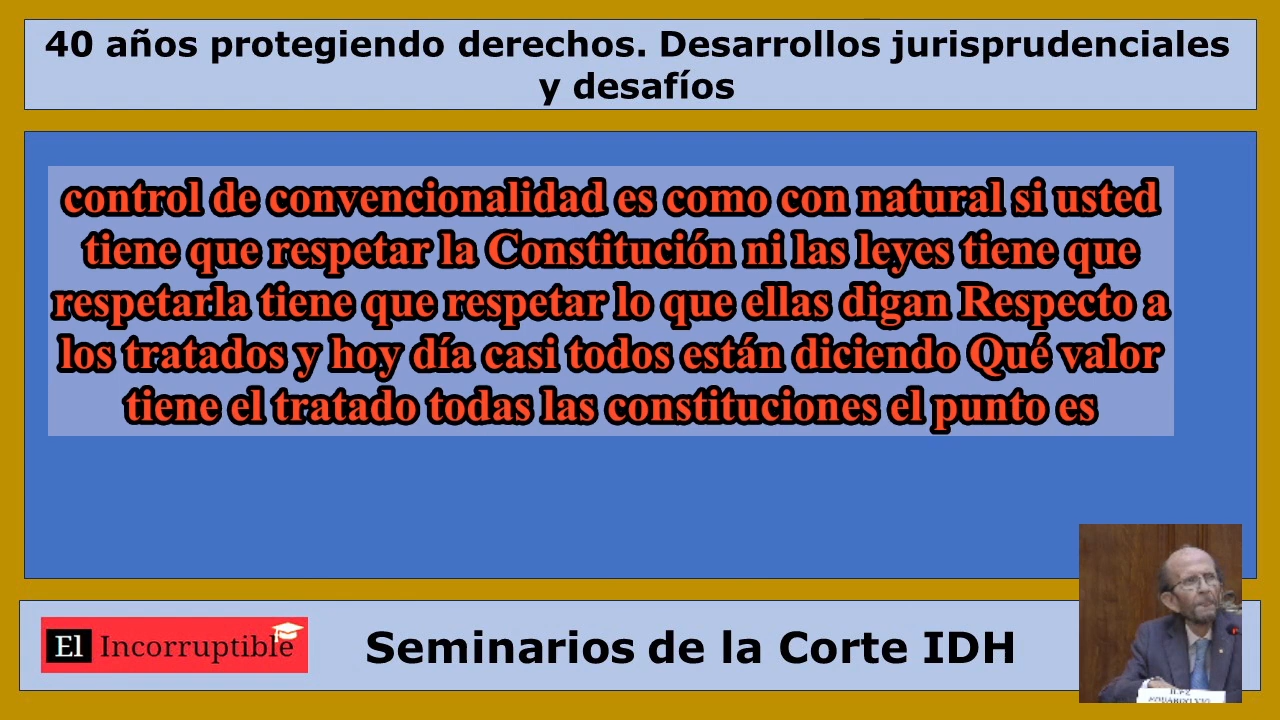 40 años protegiendo derechos. Desarrollos jurisprudenciales
y desafíos
control de convencionalidad es como con natural si usted
tiene que respetar la Constitución ni las leyes tiene que
respetarla tiene que respetar lo que ellas digan Respecto a
los tratados y hoy día casi todos están diciendo Qué valor
tiene el tratado todas las constituciones el punto es
El Incorruptible
Seminarios de la Corte IDH